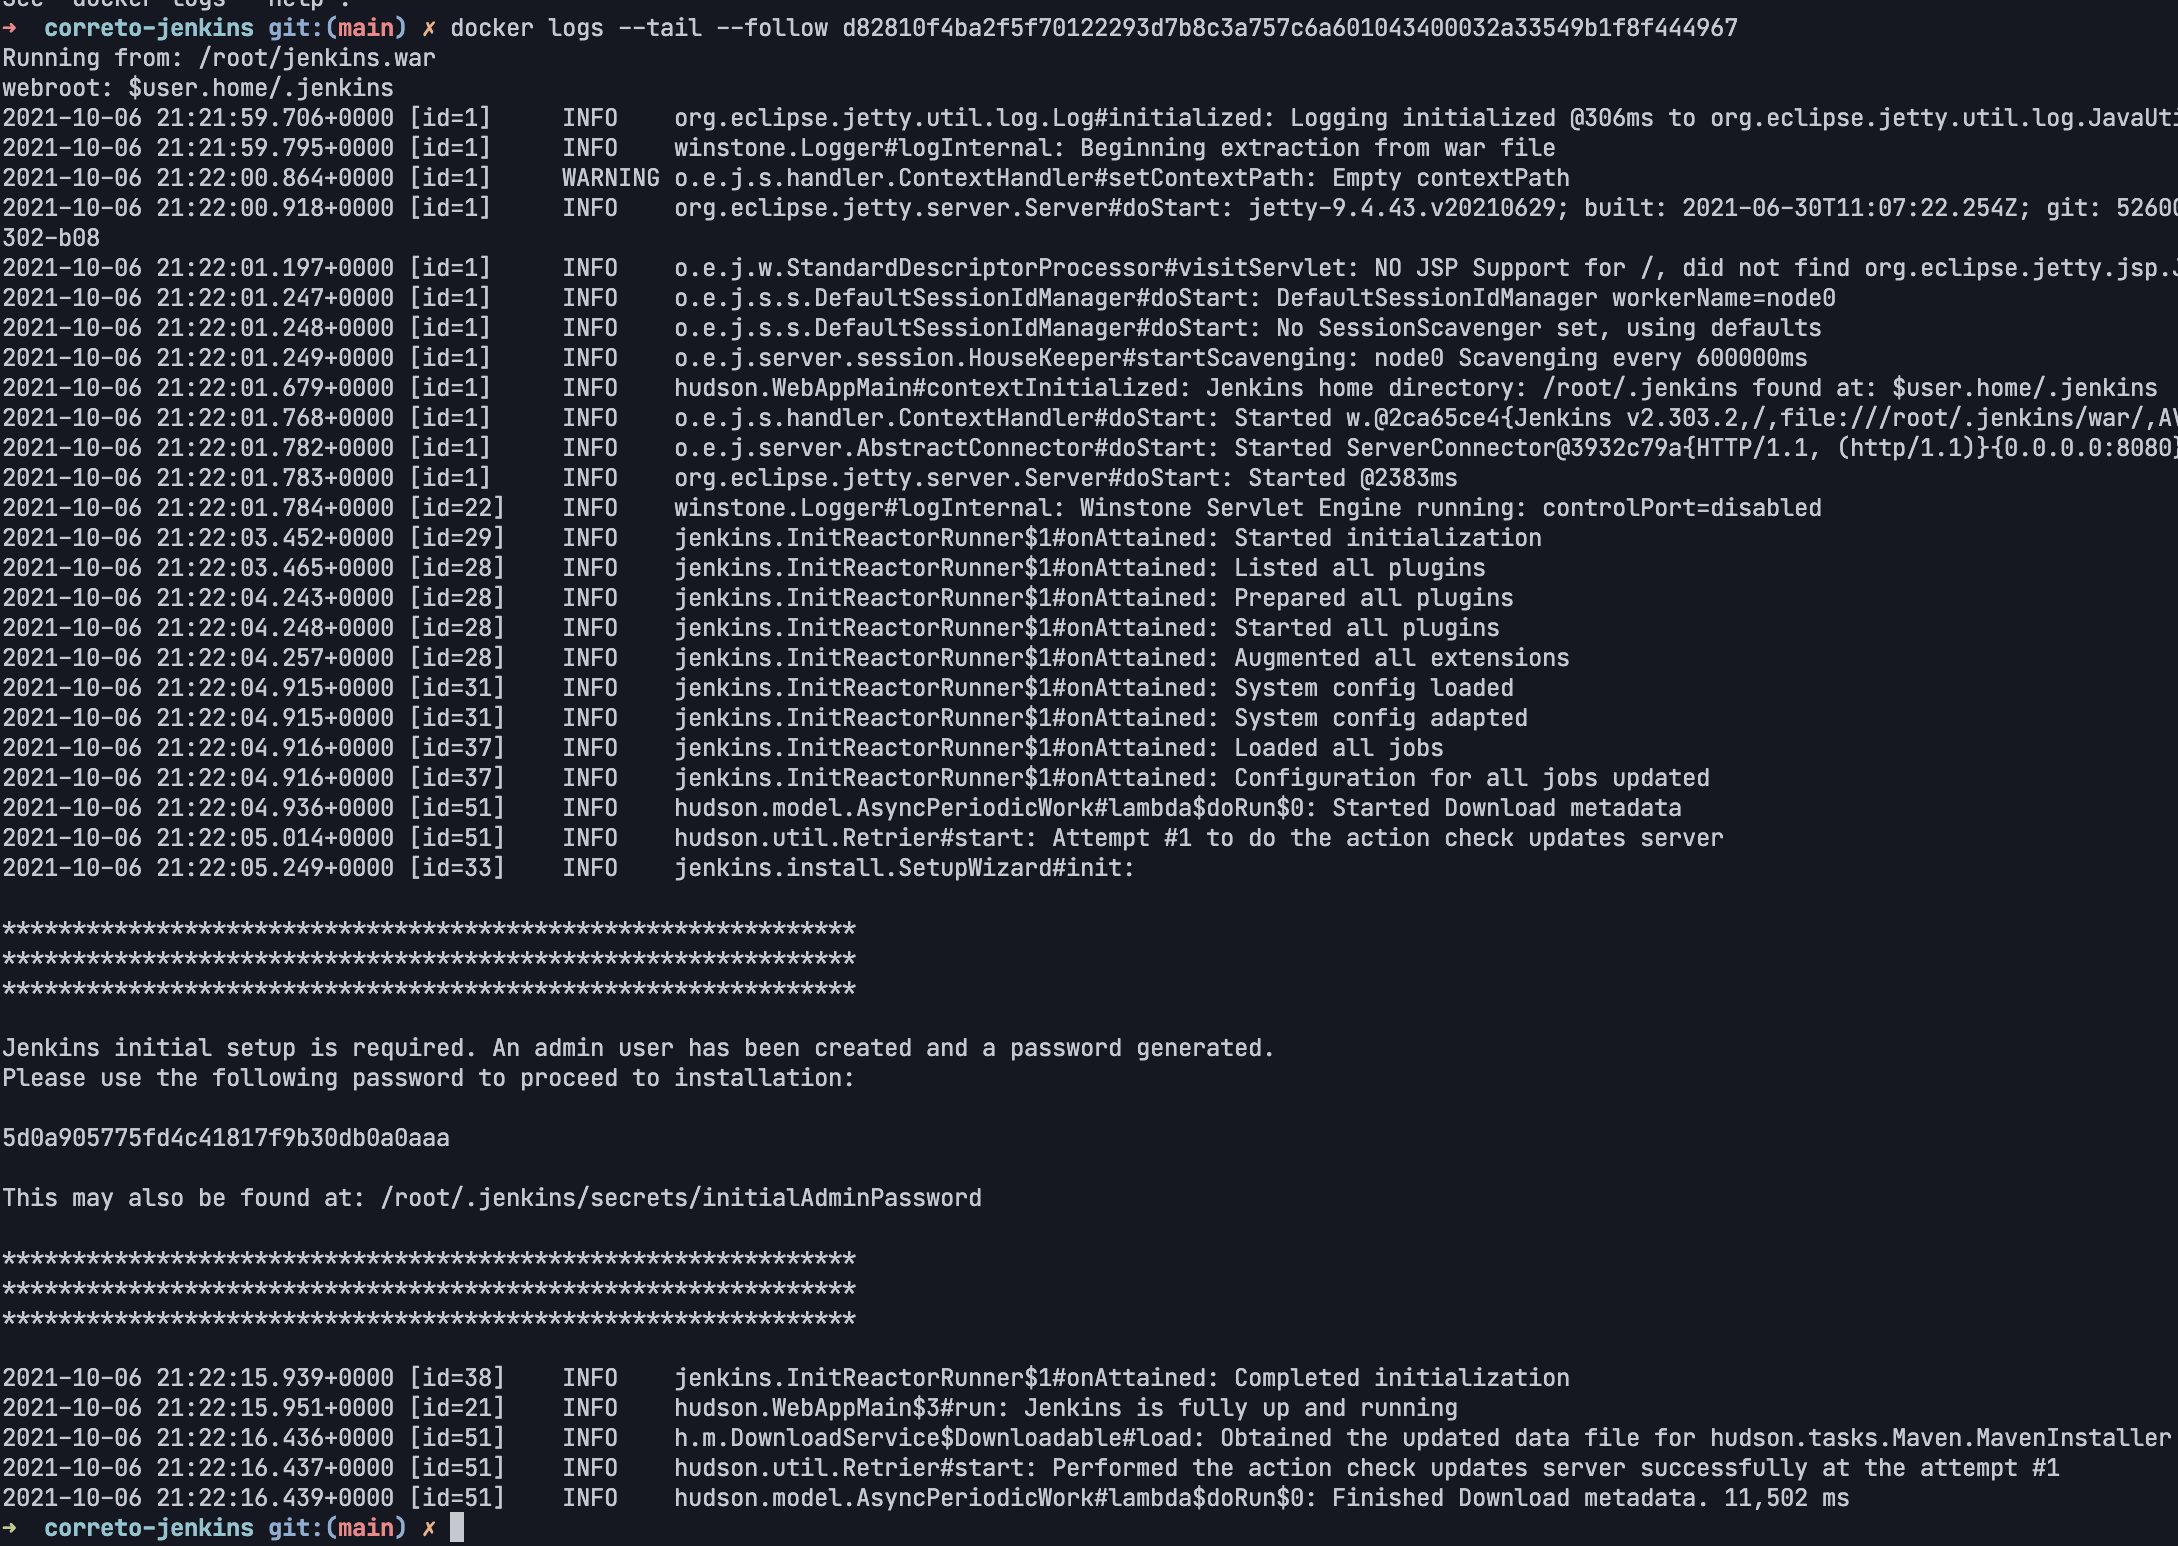 See 'docker logs --help'.
➜  correto-jenkins git:(main) ✗ docker logs --tail --follow d82810f4ba2f5f70122293d7b8c3a757c6a601043400032a33549b1f8f444967
Running from: /root/jenkins.war
webroot: $user.home/.jenkins
2021-10-06 21:21:59.706+0000 [id=1]     INFO    org.eclipse.jetty.util.log.Log#initialized: Logging initialized @306ms to org.eclipse.jetty.util.log.JavaUti
2021-10-06 21:21:59.795+0000 [id=1]     INFO    winstone.Logger#logInternal: Beginning extraction from war file
2021-10-06 21:22:00.864+0000 [id=1]     WARNING o.e.j.s.handler.ContextHandler#setContextPath: Empty contextPath
2021-10-06 21:22:00.918+0000 [id=1]     INFO    org.eclipse.jetty.server.Server#doStart: jetty-9.4.43.v20210629; built: 2021-06-30T11:07:22.254Z; git: 52600
302-b08
2021-10-06 21:22:01.197+0000 [id=1]     INFO    o.e.j.w.StandardDescriptorProcessor#visitServlet: NO JSP Support for /, did not find org.eclipse.jetty.jsp.J
2021-10-06 21:22:01.247+0000 [id=1]     INFO    o.e.j.s.s.DefaultSessionIdManager#doStart: DefaultSessionIdManager workerName=node0
2021-10-06 21:22:01.248+0000 [id=1]     INFO    o.e.j.s.s.DefaultSessionIdManager#doStart: No SessionScavenger set, using defaults
2021-10-06 21:22:01.249+0000 [id=1]     INFO    o.e.j.server.session.HouseKeeper#startScavenging: node0 Scavenging every 600000ms
2021-10-06 21:22:01.679+0000 [id=1]     INFO    hudson.WebAppMain#contextInitialized: Jenkins home directory: /root/.jenkins found at: $user.home/.jenkins
2021-10-06 21:22:01.768+0000 [id=1]     INFO    o.e.j.s.handler.ContextHandler#doStart: Started w.@2ca65ce4{Jenkins v2.303.2,/,file:///root/.jenkins/war/,AV
2021-10-06 21:22:01.782+0000 [id=1]     INFO    o.e.j.server.AbstractConnector#doStart: Started ServerConnector@3932c79a{HTTP/1.1, (http/1.1)}{0.0.0.0:8080}
2021-10-06 21:22:01.783+0000 [id=1]     INFO    org.eclipse.jetty.server.Server#doStart: Started @2383ms
2021-10-06 21:22:01.784+0000 [id=22]    INFO    winstone.Logger#logInternal: Winstone Servlet Engine running: controlPort=disabled
2021-10-06 21:22:03.452+0000 [id=29]    INFO    jenkins.InitReactorRunner$1#onAttained: Started initialization
2021-10-06 21:22:03.465+0000 [id=28]    INFO    jenkins.InitReactorRunner$1#onAttained: Listed all plugins
2021-10-06 21:22:04.243+0000 [id=28]    INFO    jenkins.InitReactorRunner$1#onAttained: Prepared all plugins
2021-10-06 21:22:04.248+0000 [id=28]    INFO    jenkins.InitReactorRunner$1#onAttained: Started all plugins
2021-10-06 21:22:04.257+0000 [id=28]    INFO    jenkins.InitReactorRunner$1#onAttained: Augmented all extensions
2021-10-06 21:22:04.915+0000 [id=31]    INFO    jenkins.InitReactorRunner$1#onAttained: System config loaded
2021-10-06 21:22:04.915+0000 [id=31]    INFO    jenkins.InitReactorRunner$1#onAttained: System config adapted
2021-10-06 21:22:04.916+0000 [id=37]    INFO    jenkins.InitReactorRunner$1#onAttained: Loaded all jobs
2021-10-06 21:22:04.916+0000 [id=37]    INFO    jenkins.InitReactorRunner$1#onAttained: Configuration for all jobs updated
2021-10-06 21:22:04.936+0000 [id=51]    INFO    hudson.model.AsyncPeriodicWork#lambda$doRun$0: Started Download metadata
2021-10-06 21:22:05.014+0000 [id=51]    INFO    hudson.util.Retrier#start: Attempt #1 to do the action check updates server
2021-10-06 21:22:05.249+0000 [id=33]    INFO    jenkins.install.SetupWizard#init:
*************************************************************
*************************************************************
*************************************************************
Jenkins initial setup is required. An admin user has been created and a password generated.
Please use the following password to proceed to installation:
5d0a905775fd4c41817f9b30db0a0aaa
This may also be found at: /root/.jenkins/secrets/initialAdminPassword
*************************************************************
*************************************************************
*************************************************************
2021-10-06 21:22:15.939+0000 [id=38]    INFO    jenkins.InitReactorRunner$1#onAttained: Completed initialization
2021-10-06 21:22:15.951+0000 [id=21]    INFO    hudson.WebAppMain$3#run: Jenkins is fully up and running
2021-10-06 21:22:16.436+0000 [id=51]    INFO    h.m.DownloadService$Downloadable#load: Obtained the updated data file for hudson.tasks.Maven.MavenInstaller
2021-10-06 21:22:16.437+0000 [id=51]    INFO    hudson.util.Retrier#start: Performed the action check updates server successfully at the attempt #1
2021-10-06 21:22:16.439+0000 [id=51]    INFO    hudson.model.AsyncPeriodicWork#lambda$doRun$0: Finished Download metadata. 11,502 ms
➜  correto-jenkins git:(main) ✗